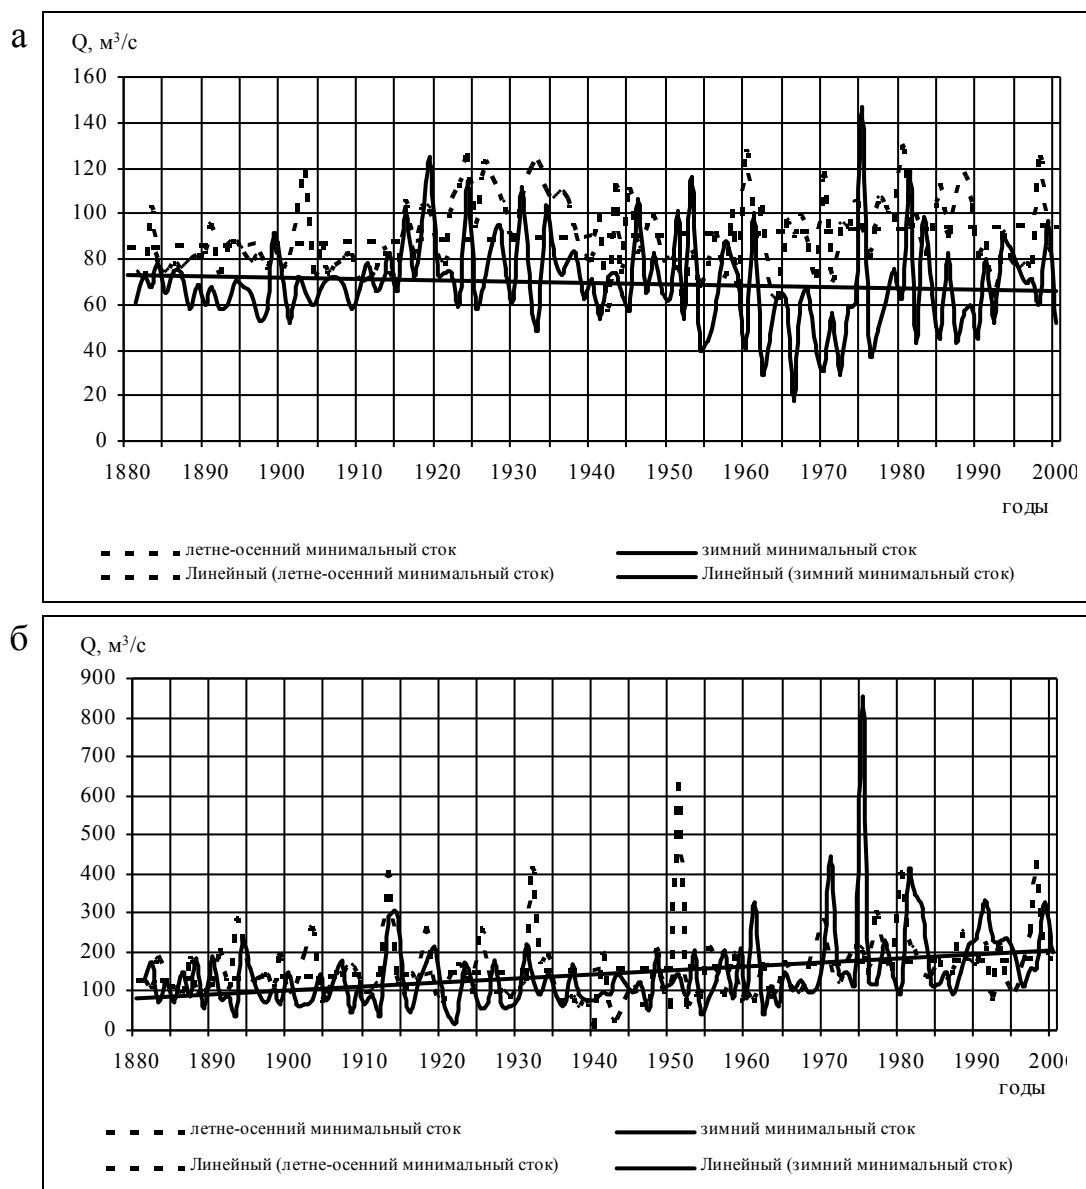 а
Q, м³/с
160
140
120
100
80
60
40
20
0
1880 1890 1900 1910 1920 1930 1940 1950 1960 1970 1980 1990 2000
годы
летне-осенний минимальный сток зимний минимальный сток
Линейный (летне-осенний минимальный сток) Линейный (зимний минимальный сток)
б
Q, м³/с
900
800
700
600
500
400
300
200
100
0
1880 1890 1900 1910 1920 1930 1940 1950 1960 1970 1980 1990 2000
годы
летне-осенний минимальный сток зимний минимальный сток
Линейный (летне-осенний минимальный сток) Линейный (зимний минимальный сток)